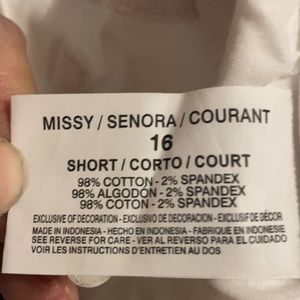 MISSY / SENORA / COURANT
16
SHORT / CORTO / COURT
98% COTTON - 2% SPANDEX
98% ALGODON - 2% SPANDEX
98% COTON - 2% SPANDEX
EXCLUSIVE OF DECORATION - EXCLUSIVO DE DECORACION - EXCLUSIF DE DÉCOR
MADE IN INDONESIA - HECHO EN INDONESIA - FABRIQUE EN INDONESIE
SEE REVERSE FOR CARE - VER AL REVERSO PARA EL CUIDADO
VOIR LES INSTRUCTIONS D'ENTRETIEN AU DOS